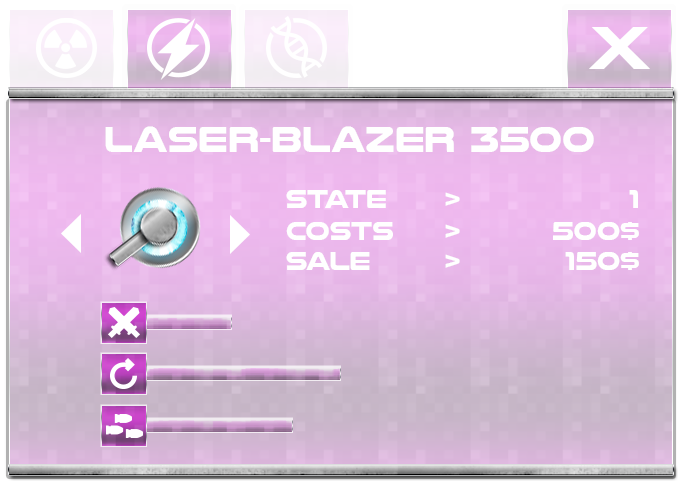 X
LASER-BLAZER 3500
STATE > 1
COSTS > 500$
SALE > 150$